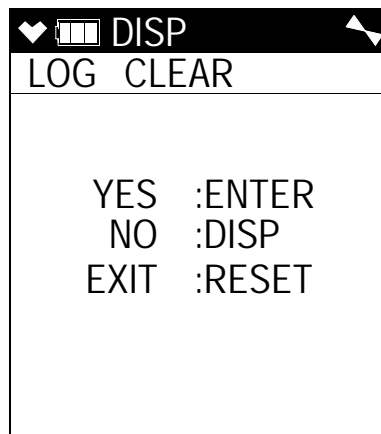 DISP
LOG CLEAR
YES :ENTER
NO :DISP
EXIT :RESET